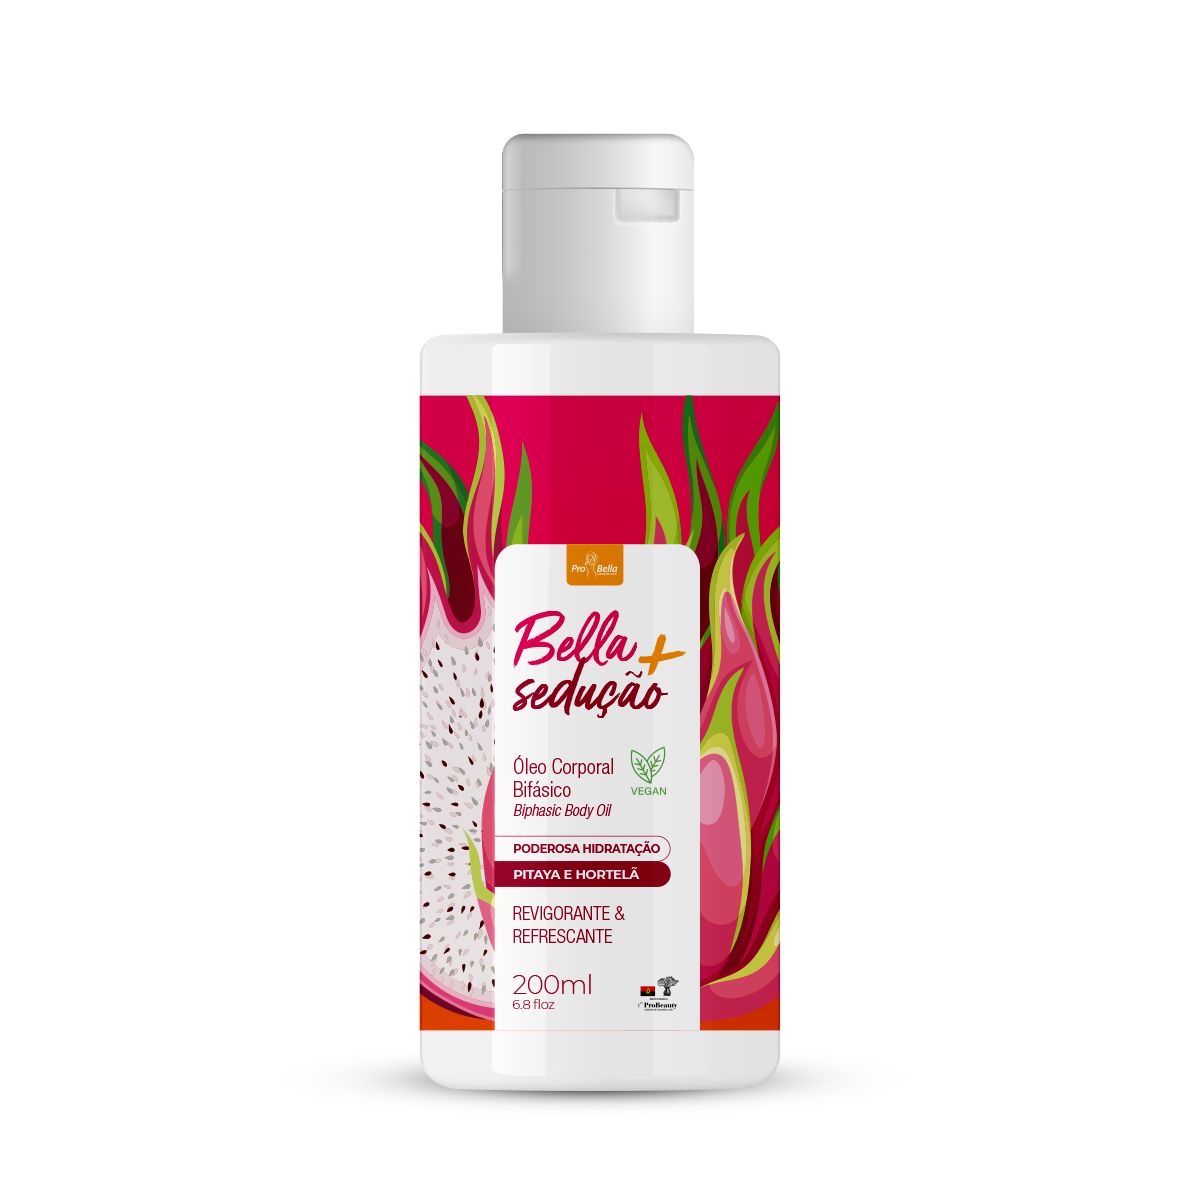 Pro Bella
Bella +
sedução
Óleo Corporal
Bifásico
Biphasic Body Oil
VEGAN
PODEROSA HIDRATAÇÃO
PITAYA E HORTELÃ
REVIGORANTE &
REFRESCANTE
200ml
6.8 floz
ProBeauty